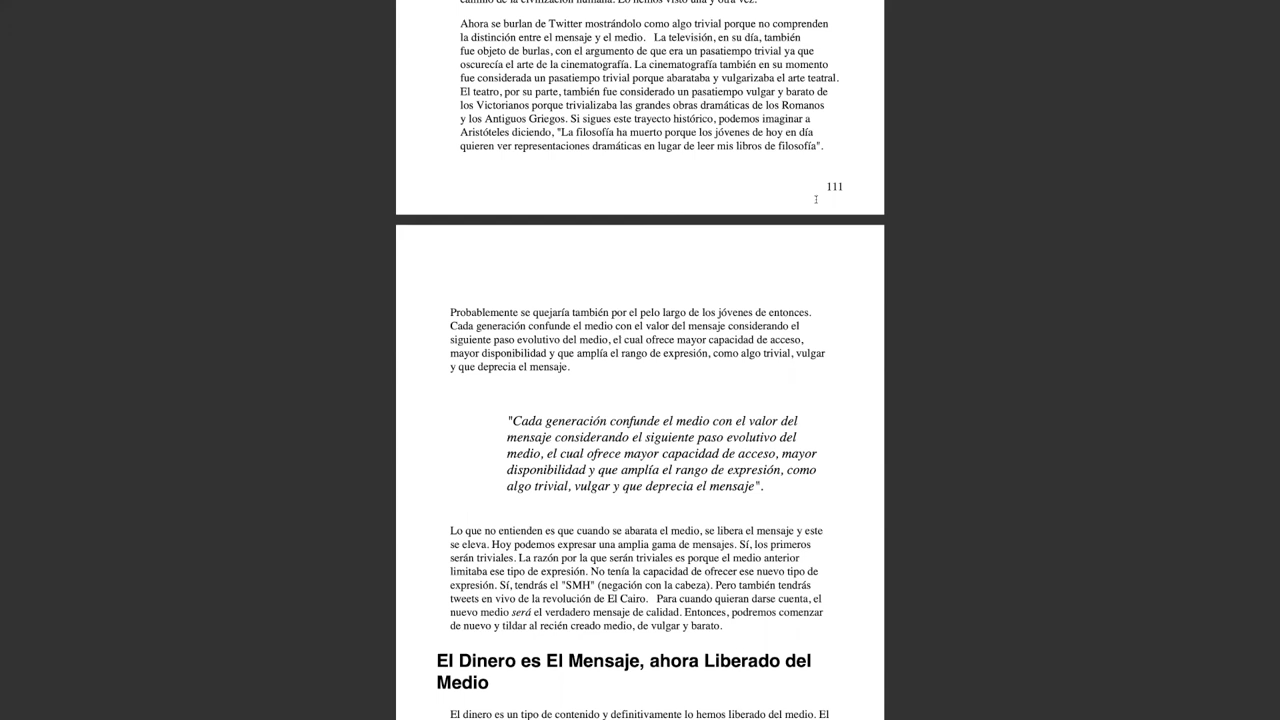 camino de la civilización humana. Lo hemos visto una y otra vez.
Ahora se burlan de Twitter mostrándolo como algo trivial porque no comprenden
la distinción entre el mensaje y el medio. La televisión, en su día, también
fue objeto de burlas, con el argumento de que era un pasatiempo trivial ya que
oscurecía el arte de la cinematografía. La cinematografía también en su momento
fue considerada un pasatiempo trivial porque abarataba y vulgarizaba el arte teatral.
El teatro, por su parte, también fue considerado un pasatiempo vulgar y barato de
los Victorianos porque trivializaba las grandes obras dramáticas de los Romanos
y los Antiguos Griegos. Si sigues este trayecto histórico, podemos imaginar a
Aristóteles diciendo, "La filosofía ha muerto porque los jóvenes de hoy en día
quieren ver representaciones dramáticas en lugar de leer mis libros de filosofía".
111
Probablemente se quejaría también por el pelo largo de los jóvenes de entonces.
Cada generación confunde el medio con el valor del mensaje considerando el
siguiente paso evolutivo del medio, el cual ofrece mayor capacidad de acceso,
mayor disponibilidad y que amplía el rango de expresión, como algo trivial, vulgar
y que deprecia el mensaje.
"Cada generación confunde el medio con el valor del
mensaje considerando el siguiente paso evolutivo del
medio, el cual ofrece mayor capacidad de acceso, mayor
disponibilidad y que amplía el rango de expresión, como
algo trivial, vulgar y que deprecia el mensaje".
Lo que no entienden es que cuando se abarata el medio, se libera el mensaje y este
se eleva. Hoy podemos expresar una amplia gama de mensajes. Sí, los primeros
serán triviales. La razón por la que serán triviales es porque el medio anterior
limitaba ese tipo de expresión. No tenía la capacidad de ofrecer ese nuevo tipo de
expresión. Sí, tendrás el "SMH" (negación con la cabeza). Pero también tendrás
tweets en vivo de la revolución de El Cairo. Para cuando quieran darse cuenta, el
nuevo medio será el verdadero mensaje de calidad. Entonces, podremos comenzar
de nuevo y tildar al recién creado medio, de vulgar y barato.
El Dinero es El Mensaje, ahora Liberado del
Medio
El dinero es un tipo de contenido y definitivamente lo hemos liberado del medio. El